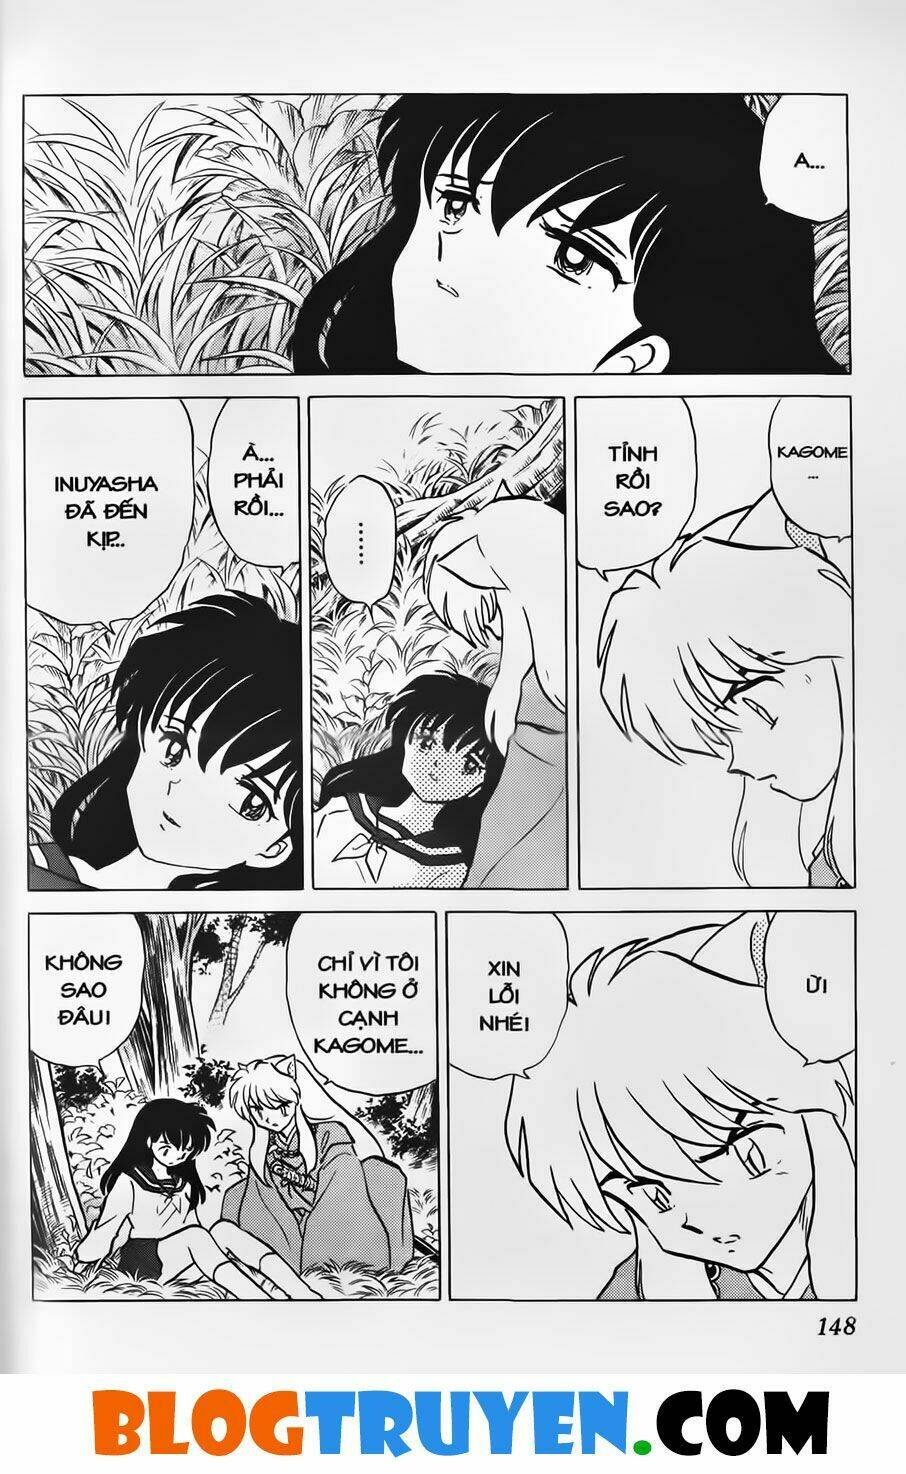 A...
KAGOME
...
TỈNH
RỒI
SAO?
.......
À...
PHẢI
RỒI...
INUYASHA
ĐÃ ĐẾN
KỊP...
ỪI
XIN
LỖI
NHÉ!
CHỈ VÌ TÔI
KHÔNG Ở
CẠNH
KAGOME...
KHÔNG
SAO
ĐÂU!
148
BLOGTRUYEN.COM